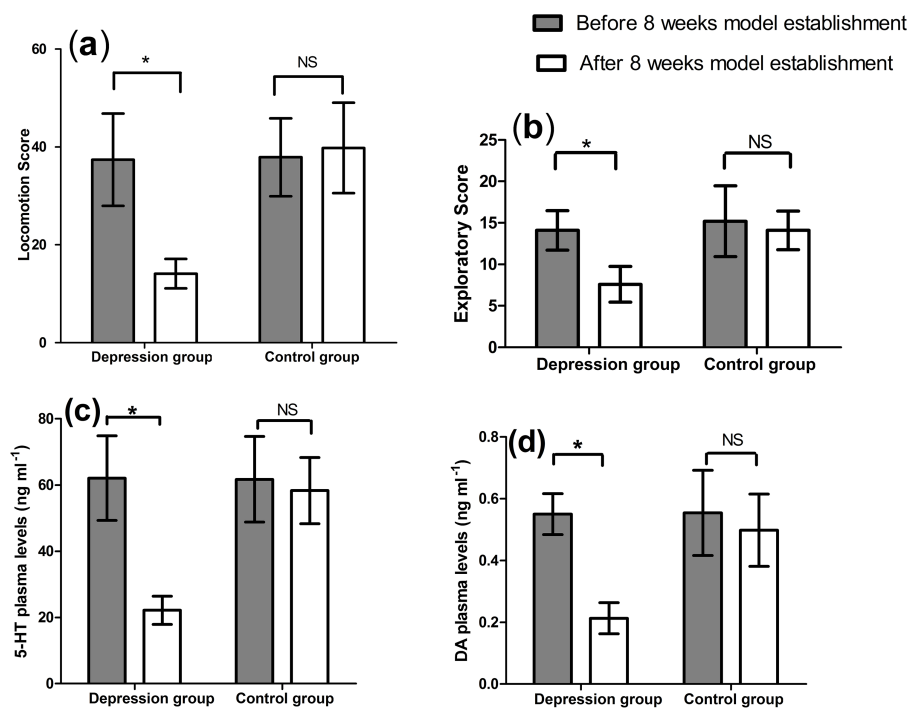 Before 8 weeks model establishment
After 8 weeks model establishment
(a)
60
40
20
0
Locomotion Score
*
NS
Depression group
Control group
(b)
25
20
15
10
5
0
Exploratory Score
*
NS
Depression group
Control group
(c)
80
60
40
20
0
5-HT plasma levels (ng ml-1)
*
NS
Depression group
Control group
(d)
0.8
0.6
0.4
0.2
0.0
DA plasma levels (ng ml-1)
*
NS
Depression group
Control group